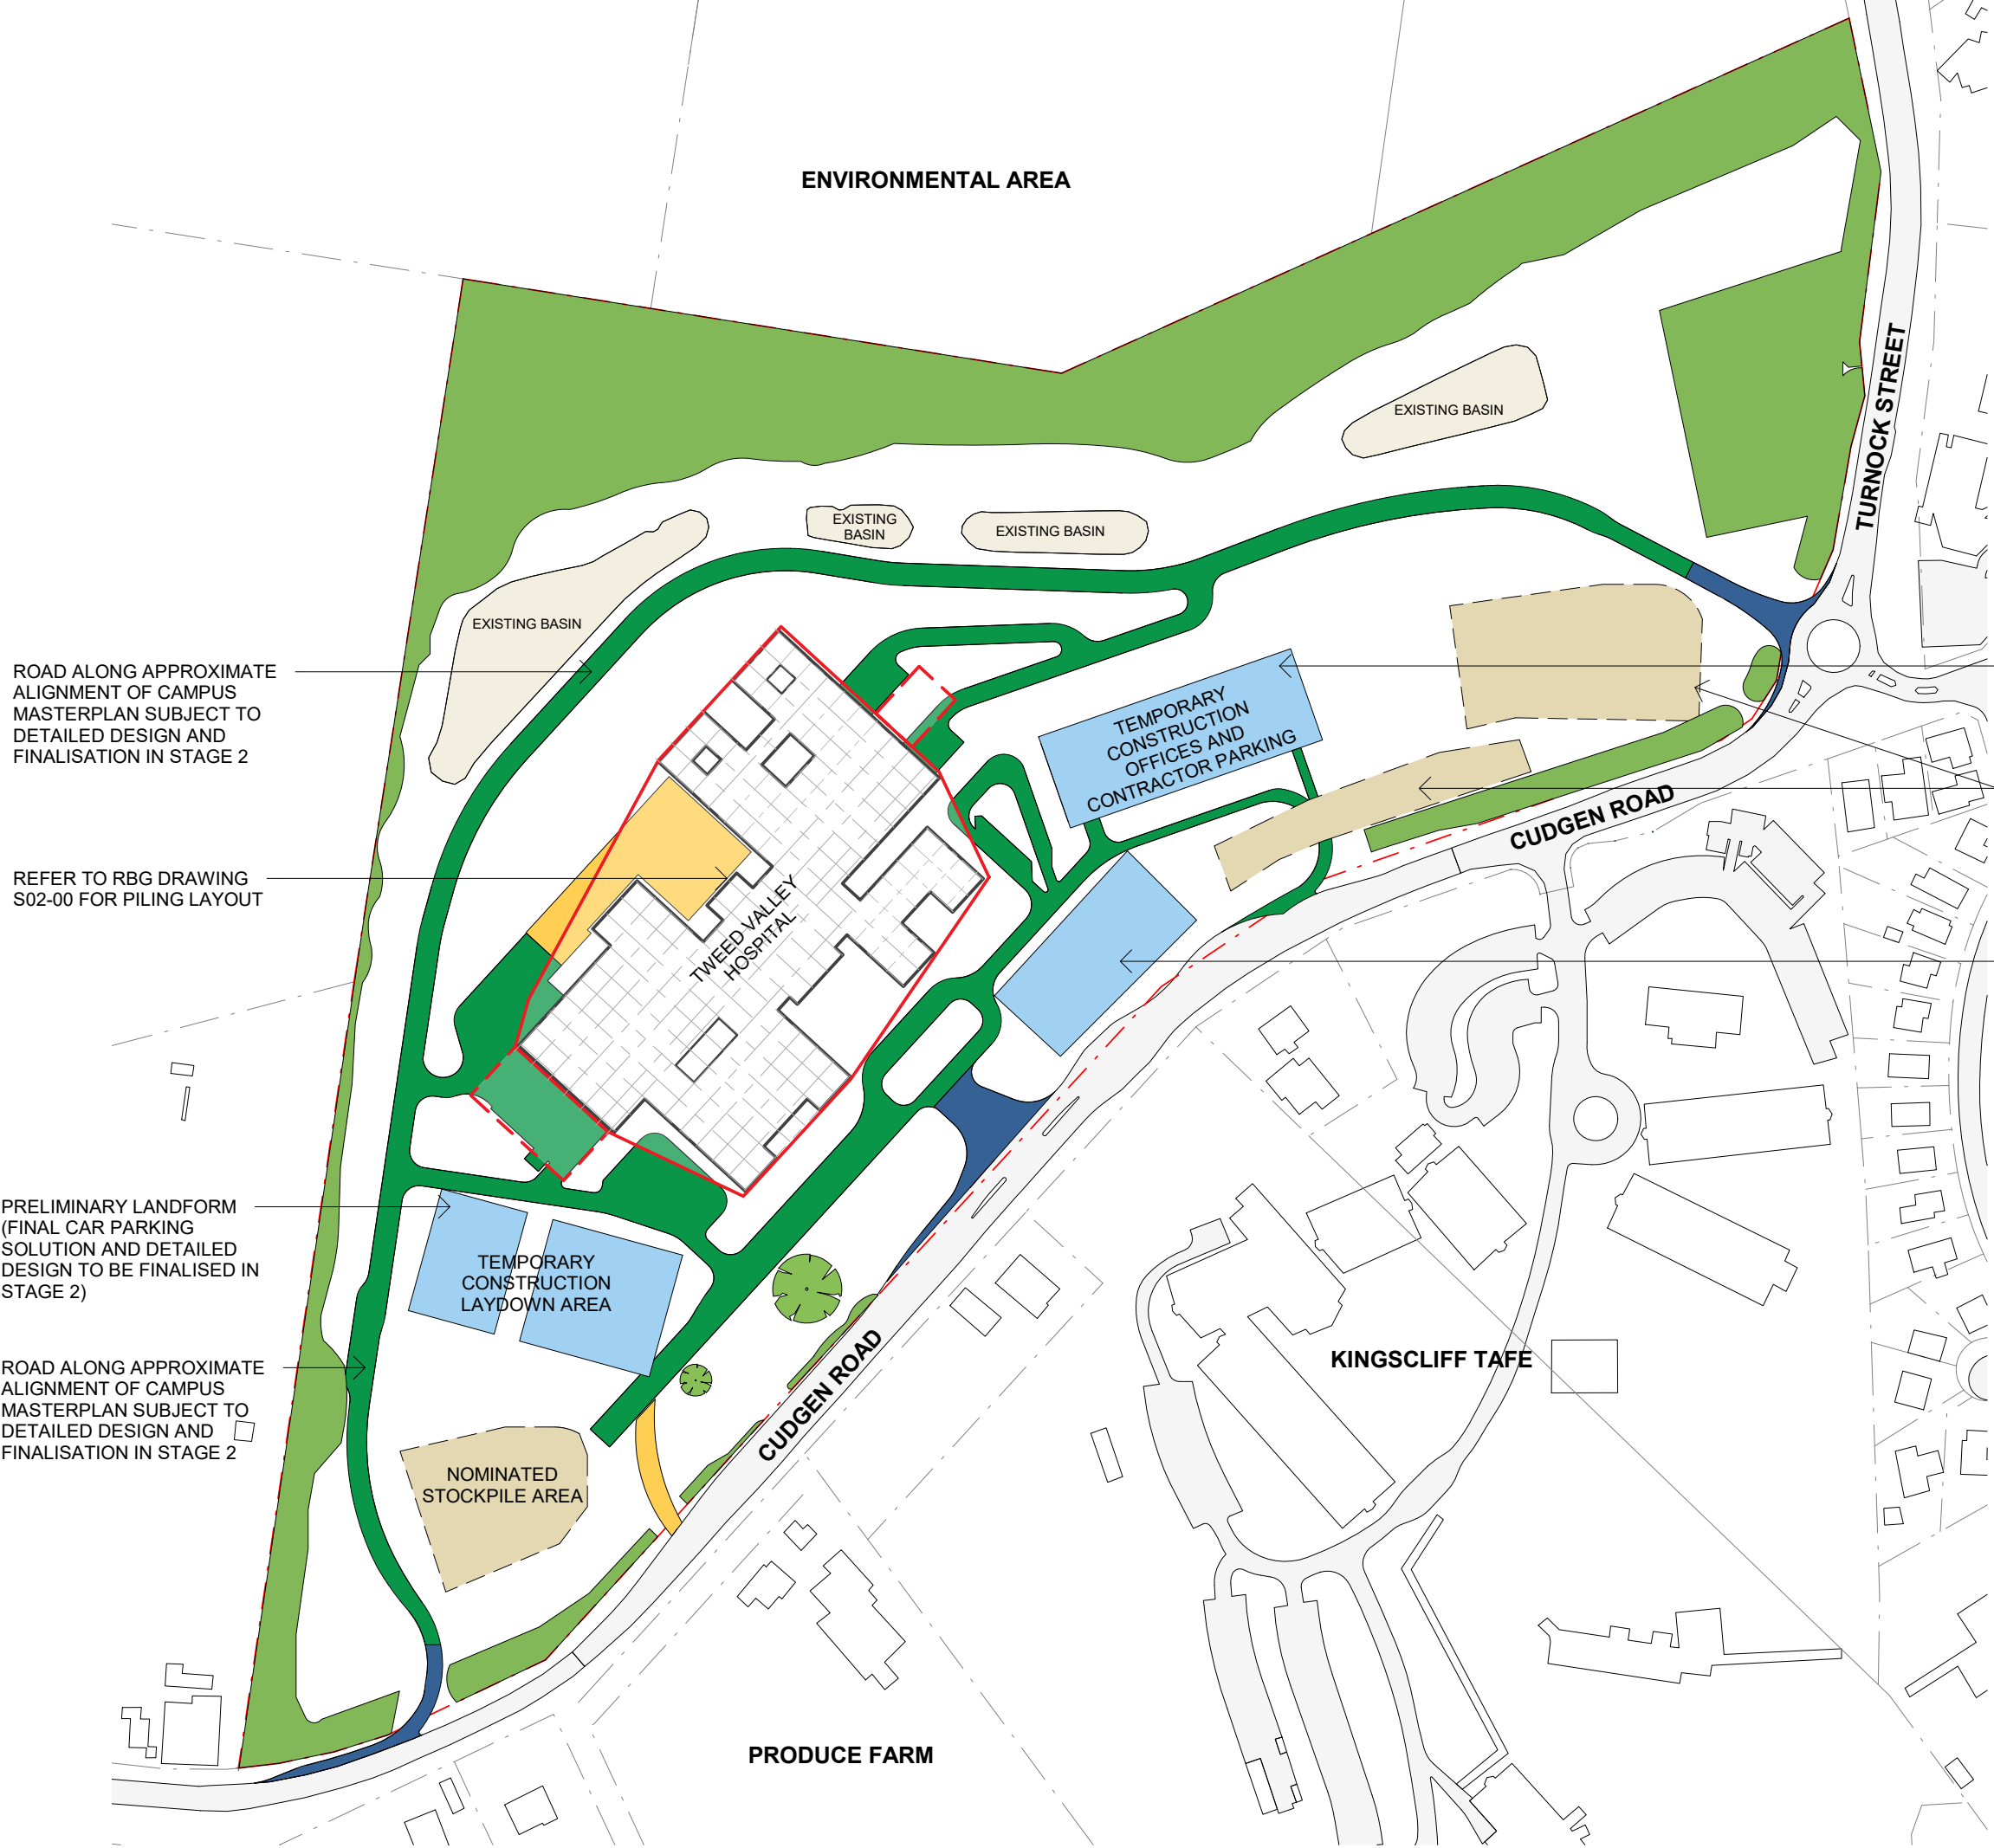 ENVIRONMENTAL AREA
TURNOCK STREET
EXISTING BASIN
EXISTING
BASIN
EXISTING BASIN
EXISTING BASIN
ROAD ALONG APPROXIMATE
ALIGNMENT OF CAMPUS
MASTERPLAN SUBJECT TO
DETAILED DESIGN AND
FINALISATION IN STAGE 2
TEMPORARY
CONSTRUCTION
OFFICES AND
CONTRACTOR PARKING
CUDGEN ROAD
REFER TO RBG DRAWING
S02-00 FOR PILING LAYOUT
TWEED VALLEY
HOSPITAL
PRELIMINARY LANDFORM
(FINAL CAR PARKING
SOLUTION AND DETAILED
DESIGN TO BE FINALISED IN
STAGE 2)
TEMPORARY
CONSTRUCTION
LAYDOWN AREA
ROAD ALONG APPROXIMATE
ALIGNMENT OF CAMPUS
MASTERPLAN SUBJECT TO
DETAILED DESIGN AND
FINALISATION IN STAGE 2
CUDGEN ROAD
KINGSCLIFF TAFE
NOMINATED
STOCKPILE AREA
PRODUCE FARM